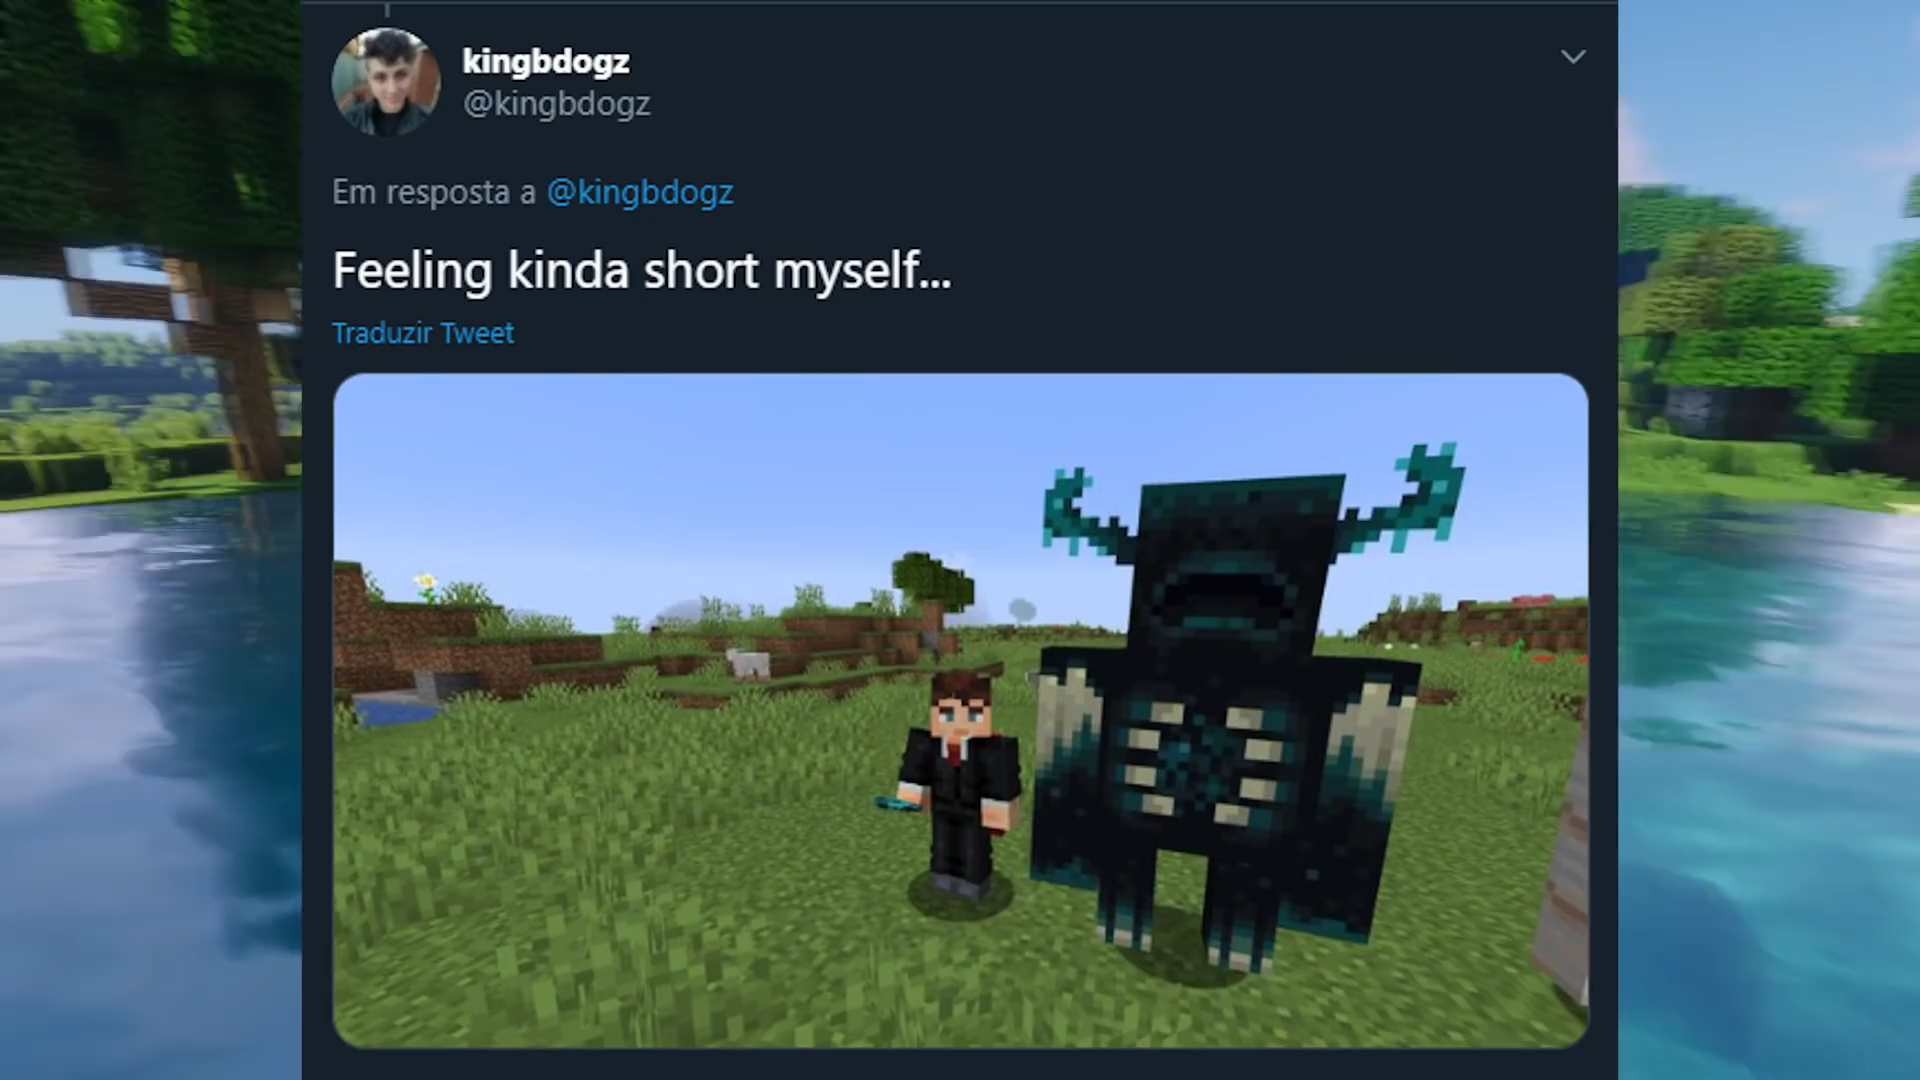 kingbdogz
@kingbdogz
Em resposta a @kingbdogz
Feeling kinda short myself...
Traduzir Tweet